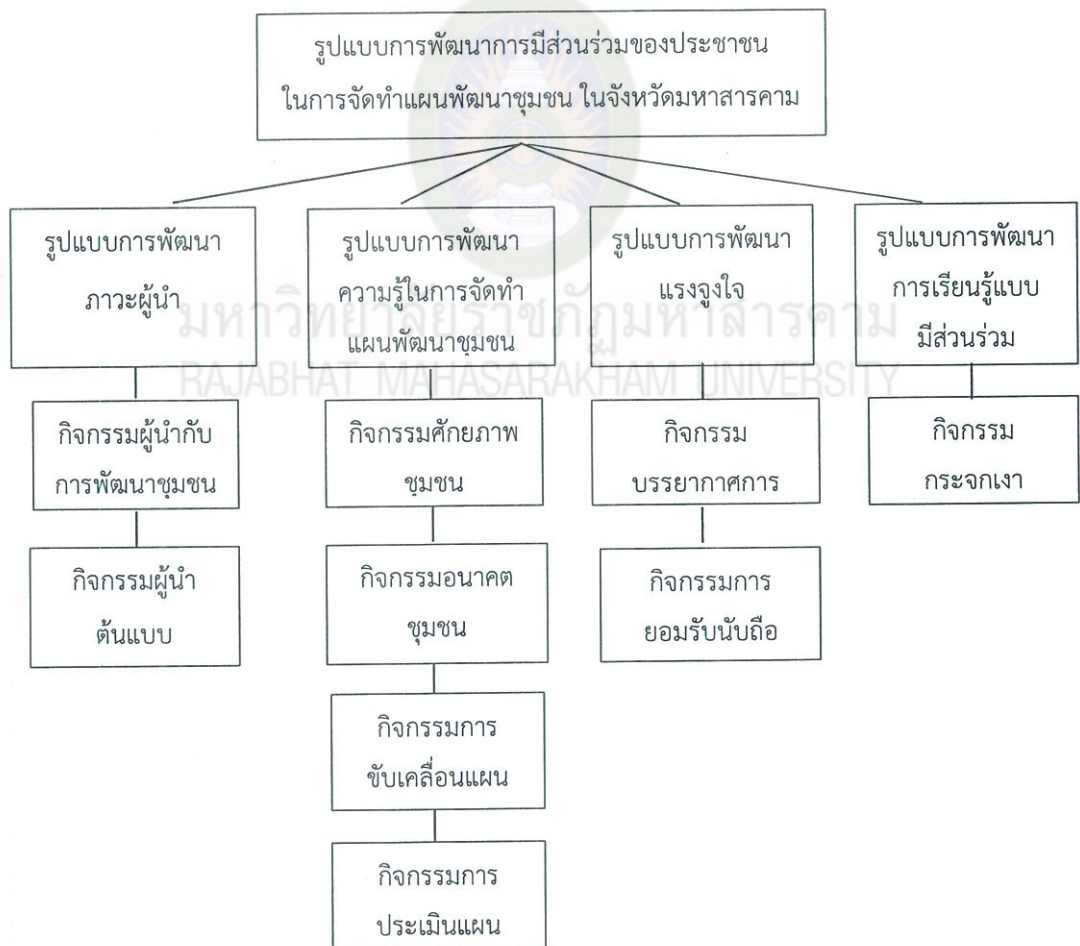 รูปแบบการพัฒนาการมีส่วนร่วมของประชาชน
ในการจัดทำแผนพัฒนาชุมชน ในจังหวัดมหาสารคาม
รูปแบบการพัฒนา
ภาวะผู้นำ
รูปแบบการพัฒนา
ความรู้ในการจัดทำ
แผนพัฒนาชุมชน
รูปแบบการพัฒนา
แรงจูงใจ
รูปแบบการพัฒนา
การเรียนรู้แบบ
มีส่วนร่วม
มหาวิทยาลัยราชภัฏมหาสารคาม
RAJABHAT MAHASARAKHAM UNIVERSITY
กิจกรรมผู้นำกับ
การพัฒนาชุมชน
กิจกรรมศักยภาพ
ชุมชน
กิจกรรม
บรรยากาศการ
กิจกรรม
กระจกเงา
กิจกรรมผู้นำ
ต้นแบบ
กิจกรรมอนาคต
ชุมชน
กิจกรรมการ
ยอมรับนับถือ
กิจกรรมการ
ขับเคลื่อนแผน
กิจกรรมการ
ประเมินแผน